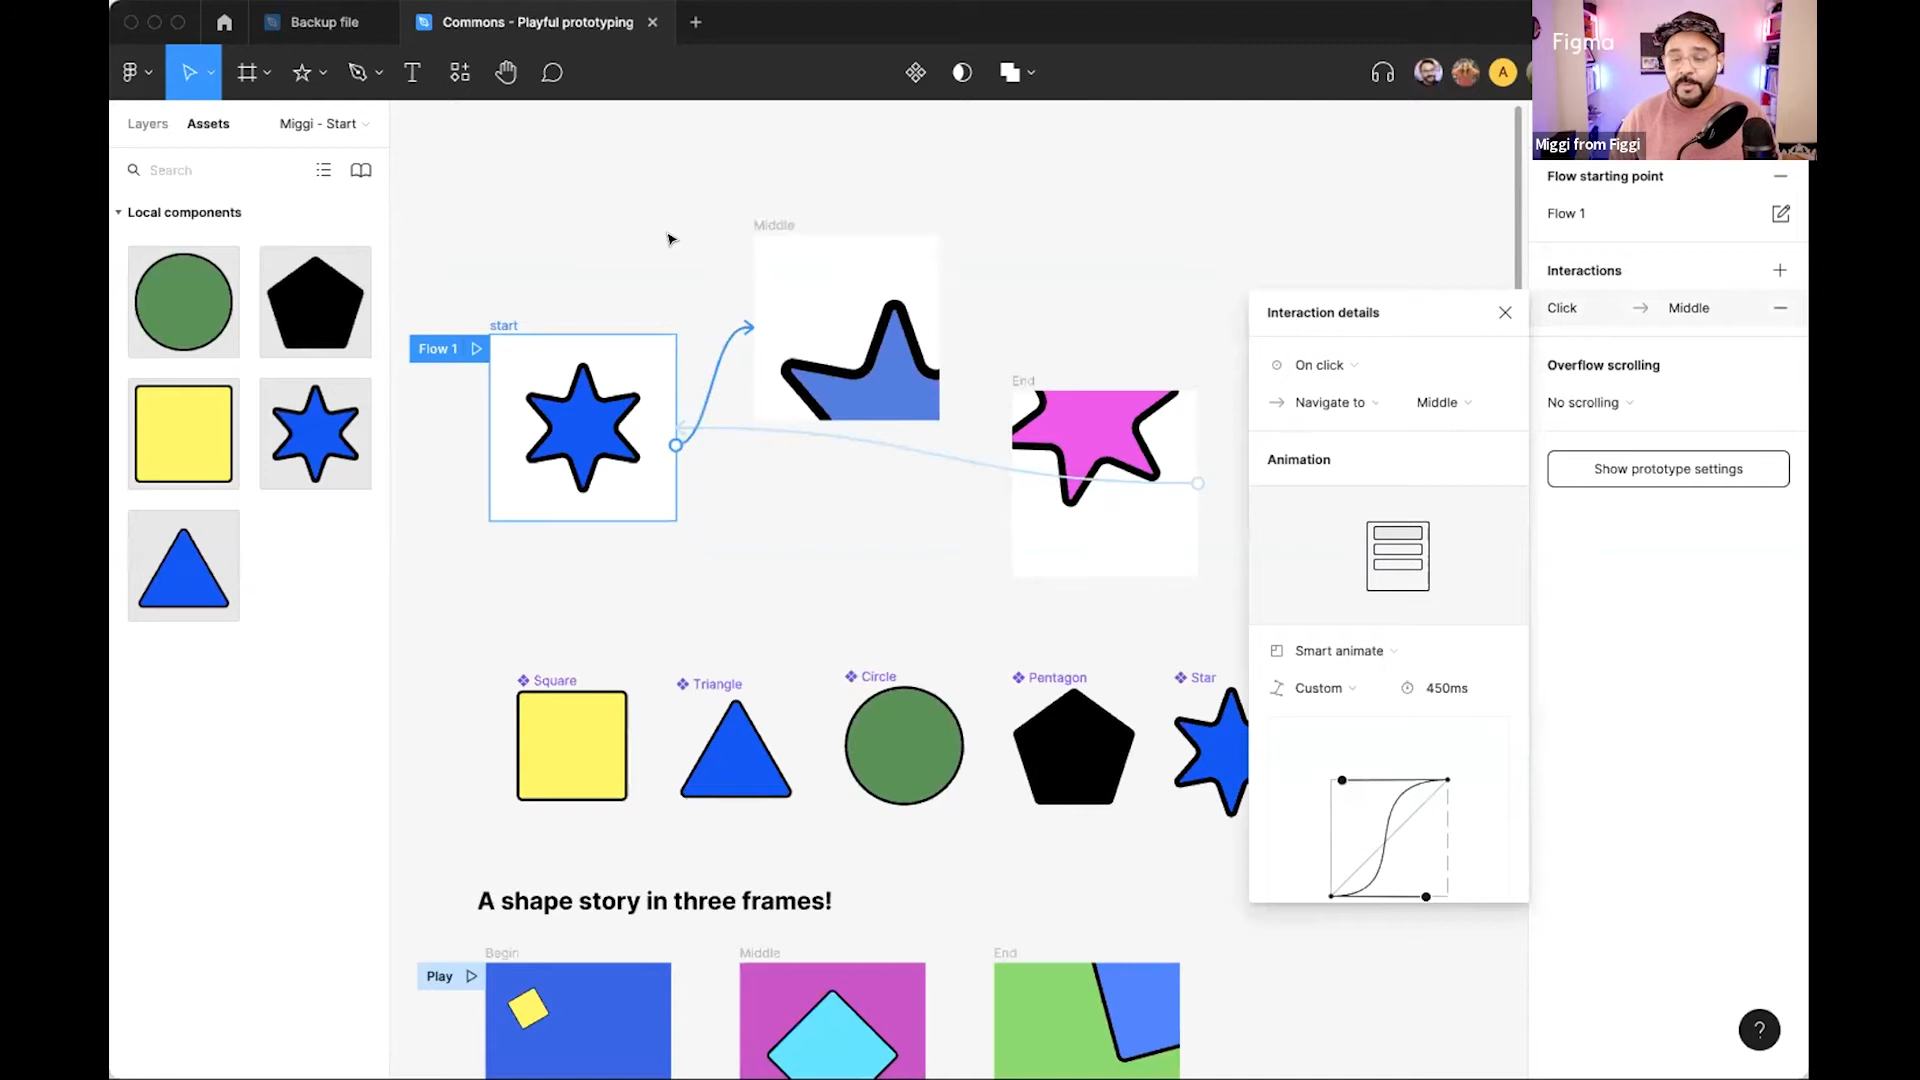 Backup file
Commons - Playful prototyping
Figma
A
Miggi from Figgi
Layers
Assets
Miggi - Start
Search
Local components
Flow starting point
Flow 1
Interactions
Click
Middle
Overflow scrolling
No scrolling
Show prototype settings
Middle
start
Flow 1
End
Interaction details
On click
Navigate to
Middle
Animation
Smart animate
Custom
450ms
Square
Triangle
Circle
Pentagon
Star
A shape story in three frames!
Begin
Middle
End
Play
?